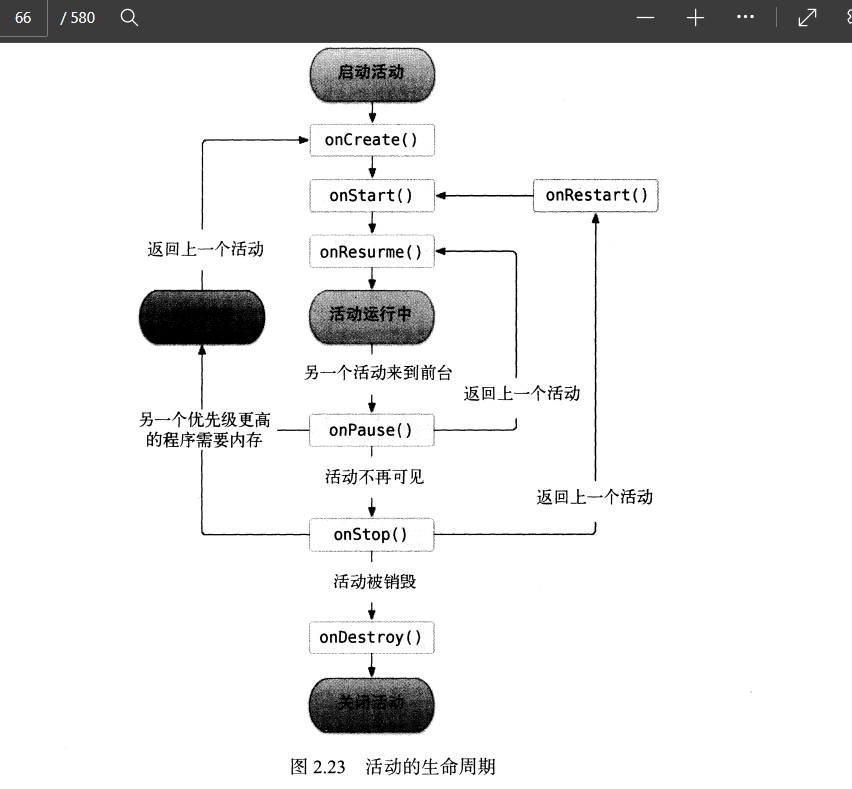 66 / 580
启动活动
onCreate()
onStart()
onRestart()
返回上一个活动
onResurme()
活动运行中
另一个活动来到前台
返回上一个活动
另一个优先级更高
的程序需要内存
onPause()
活动不再可见
返回上一个活动
onStop()
活动被销毁
onDestroy()
关闭活动
图 2.23 活动的生命周期